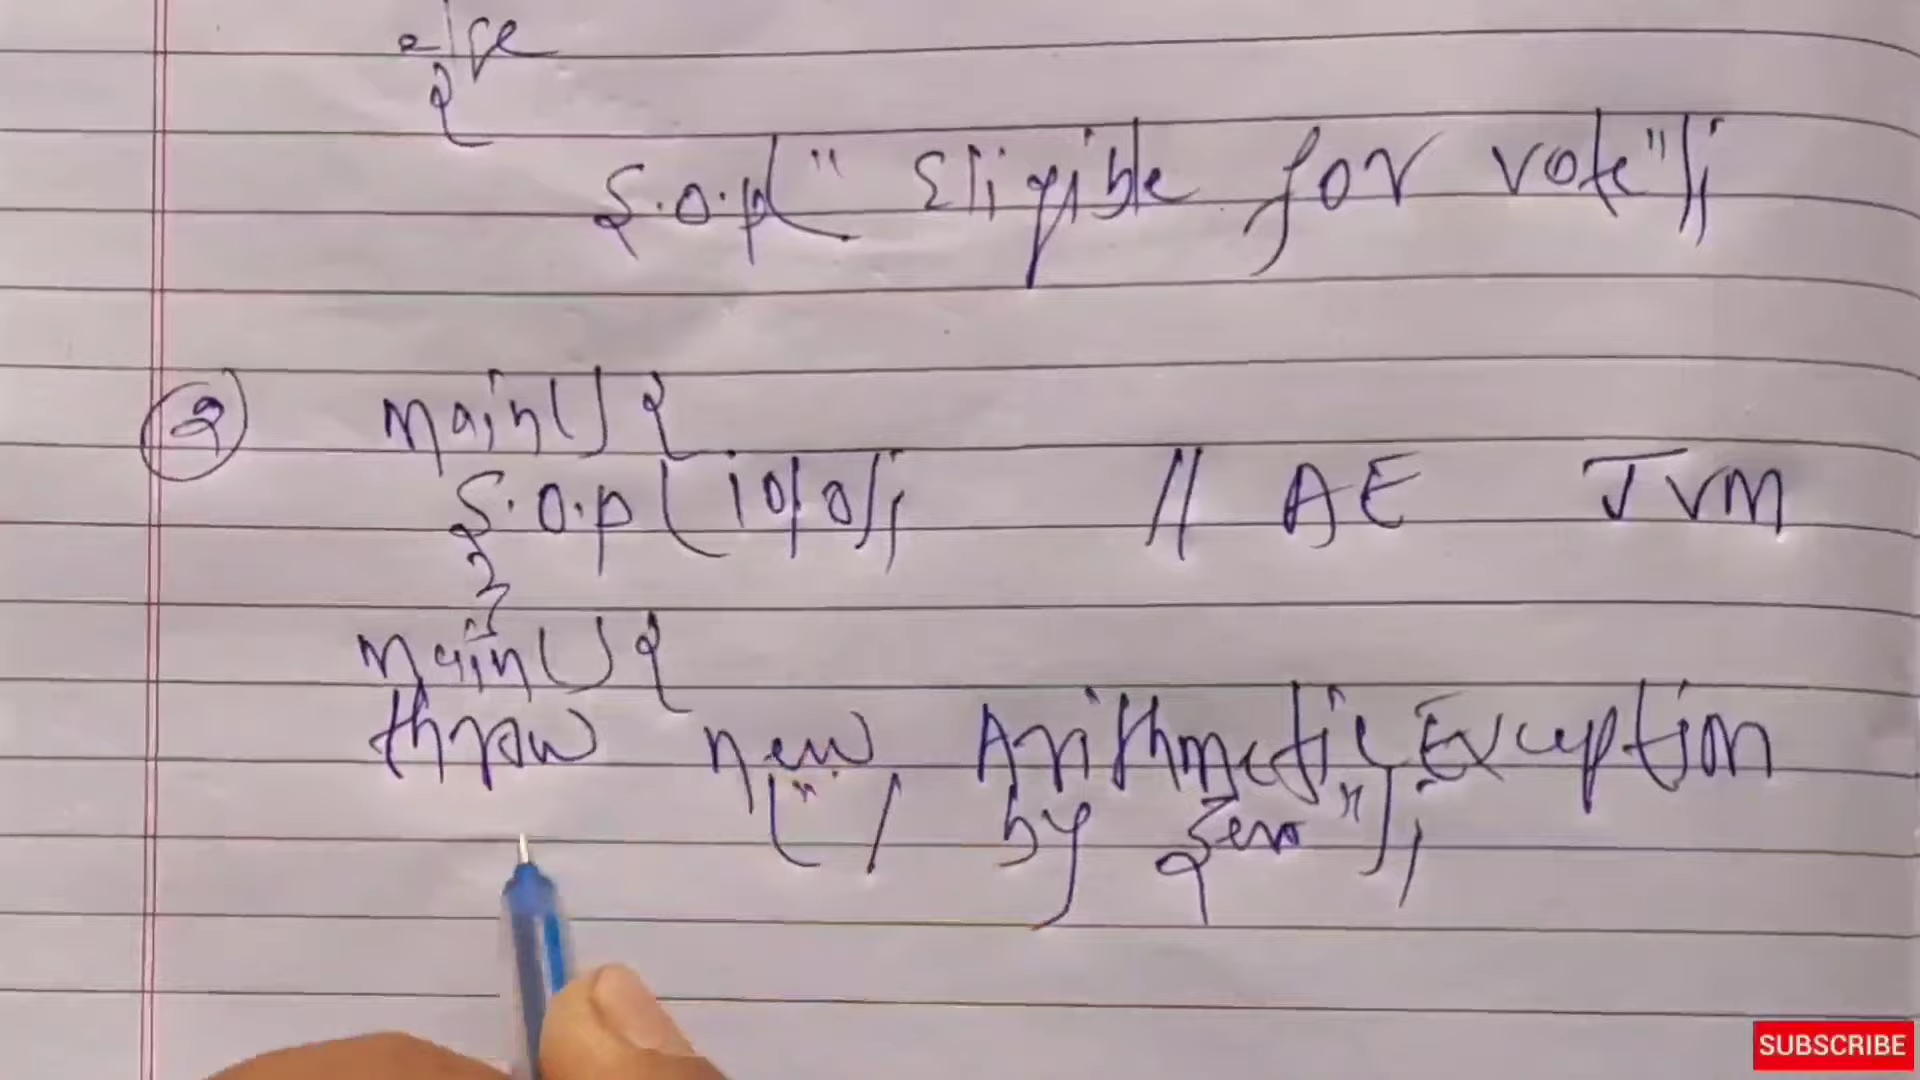 else
{
S.o.p(" Eligible for vote");
2 main() {
S.o.p(10/0); // AE JVM
}
main() {
throw new ArithmeticException
("/ by zero");
SUBSCRIBE